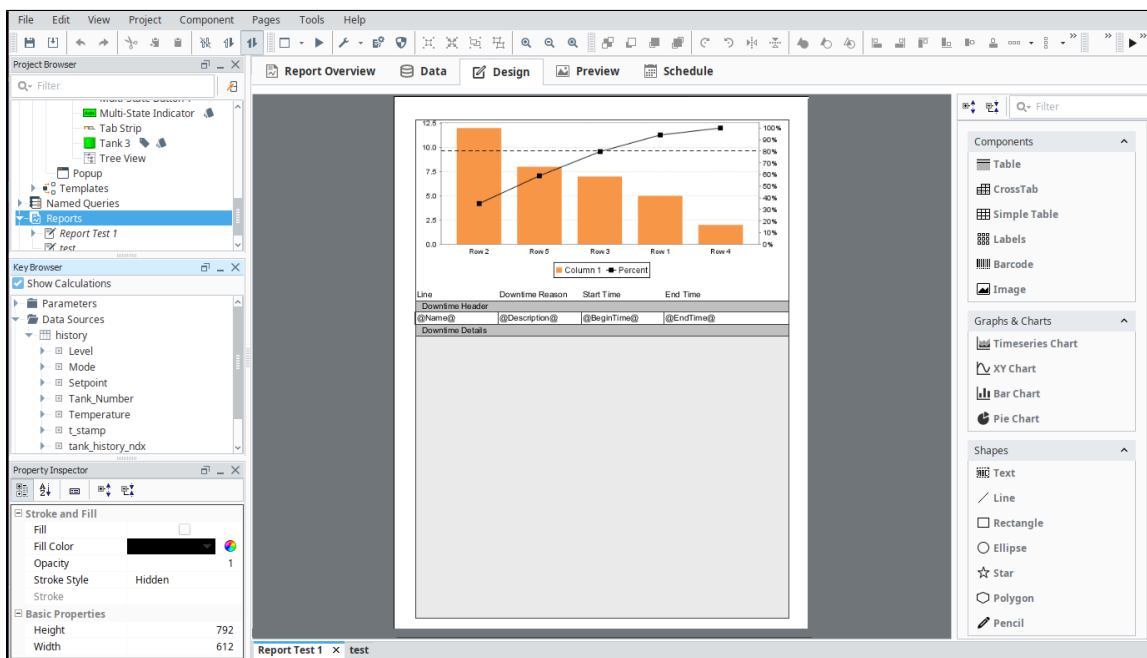 File Edit View Project Component Pages Tools Help
Project Browser
Filter
Multi-State Indicator
Tab Strip
Tank 3
Tree View
Popup
Templates
Named Queries
Reports
Report Test 1
test
Key Browser
Show Calculations
Parameters
Data Sources
history
Level
Mode
Setpoint
Tank_Number
Temperature
t_stamp
tank_history_ndx
Property Inspector
Stroke and Fill
Fill
Fill Color
Opacity 1
Stroke Style Hidden
Stroke
Basic Properties
Height 792
Width 612
Report Overview Data Design Preview Schedule
12.5
10.0
7.5
5.0
2.5
0.0
100%
90%
80%
70%
60%
50%
40%
30%
20%
10%
0%
Row 2 Row 5 Row 3 Row 1 Row 4
Column 1 Percent
Line Downtime Reason Start Time End Time
Downtime Header
@Name@ @Description@ @BeginTime@ @EndTime@
Downtime Details
Report Test 1 × test
Filter
Components
Table
CrossTab
Simple Table
Labels
Barcode
Image
Graphs & Charts
Timeseries Chart
XY Chart
Bar Chart
Pie Chart
Shapes
Text
Line
Rectangle
Ellipse
Star
Polygon
Pencil